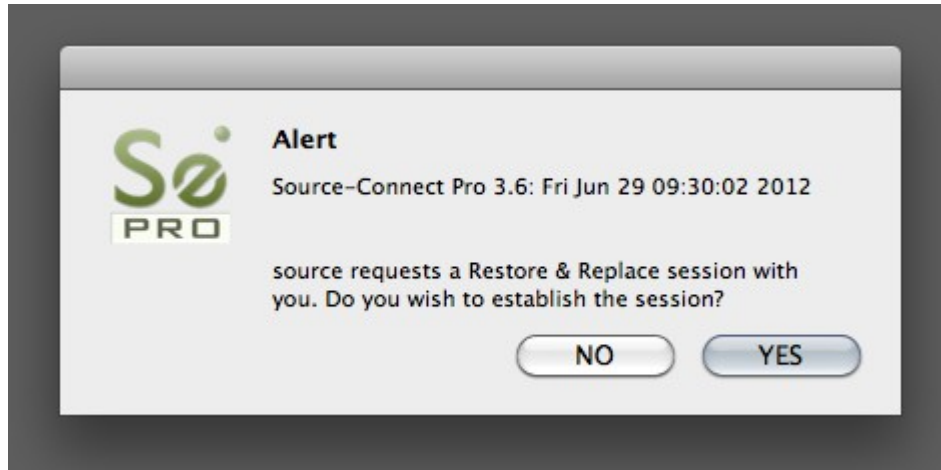 Alert
Source-Connect Pro 3.6: Fri Jun 29 09:30:02 2012
PRO
source requests a Restore & Replace session with
you. Do you wish to establish the session?
NO YES